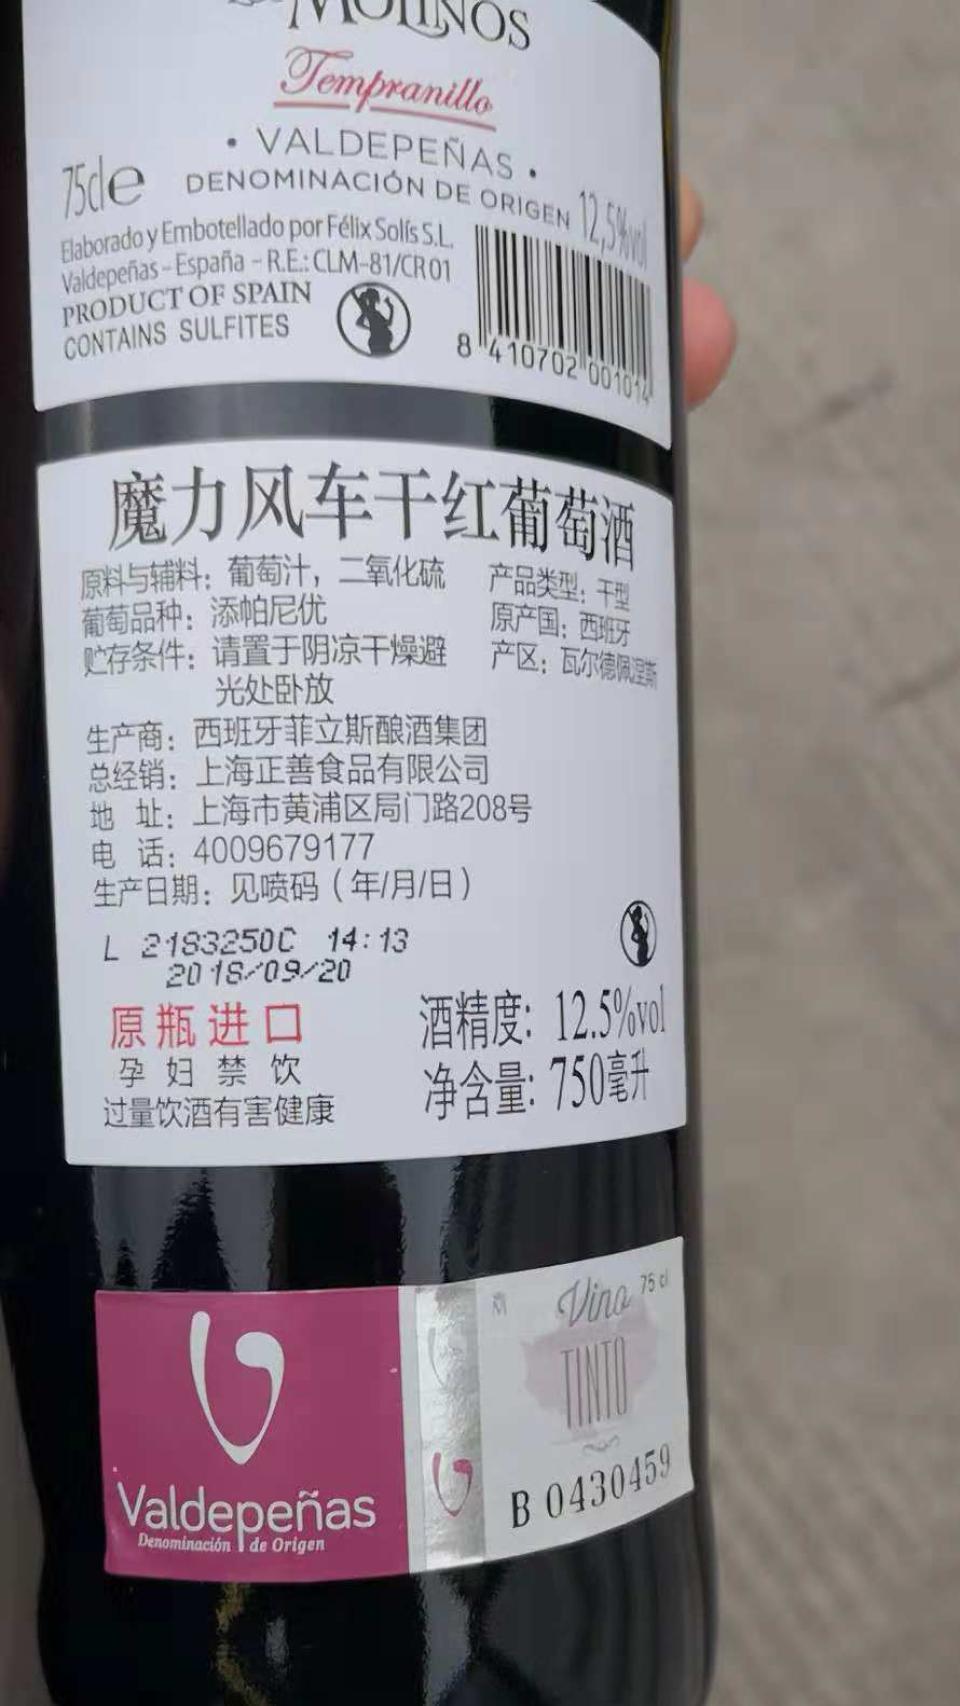 MOLINOS
Tempranillo
• VALDEPEÑAS •
DENOMINACIÓN DE ORIGEN
75cl e
12,5%vol
Elaborado y Embotellado por Félix Solís S.L.
Valdepeñas - España - R.E.: CLM-81/CR 01
PRODUCT OF SPAIN
CONTAINS SULFITES
8 410702 001014
魔力风车干红葡萄酒
原料与辅料：葡萄汁，二氧化硫 产品类型：干型
葡萄品种：添帕尼优 原产国：西班牙
贮存条件：请置于阴凉干燥避 产区：瓦尔德佩涅斯
光处卧放
生产商：西班牙菲立斯酿酒集团
总经销：上海正善食品有限公司
地 址：上海市黄浦区局门路208号
电 话：4009679177
生产日期：见喷码（年/月/日）
L 2183250C 14:13
2018/09/20
原瓶进口
酒精度：12.5%vol
孕妇禁饮
净含量：750毫升
过量饮酒有害健康
Valdepeñas
Denominación de Origen
Vino 75 cl
TINTO
B 0430459